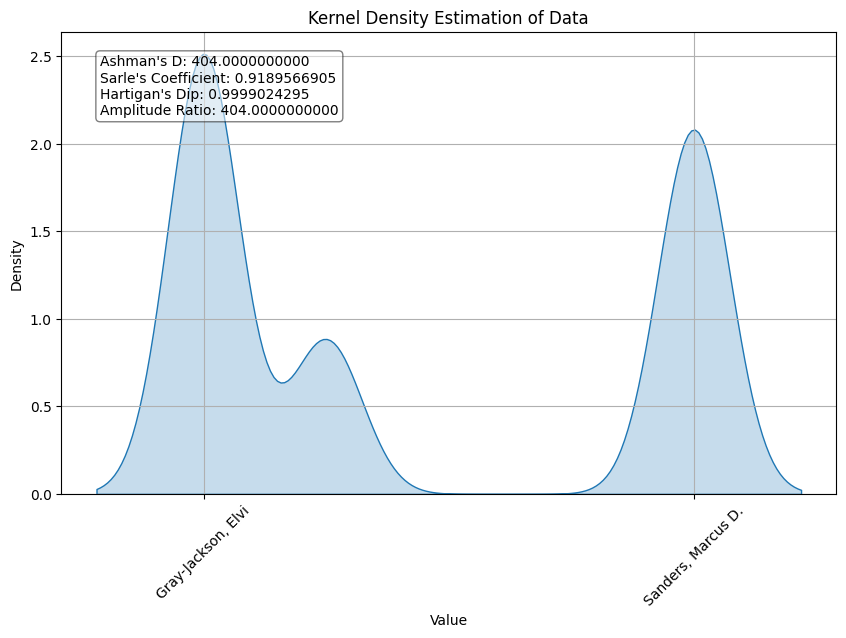 Kernel Density Estimation of Data
Ashman's D: 404.0000000000
Sarle's Coefficient: 0.9189566905
Hartigan's Dip: 0.9999024295
Amplitude Ratio: 404.0000000000
Density
2.5
2.0
1.5
1.0
0.5
0.0
Gray-Jackson, Elvi
Sanders, Marcus D.
Value